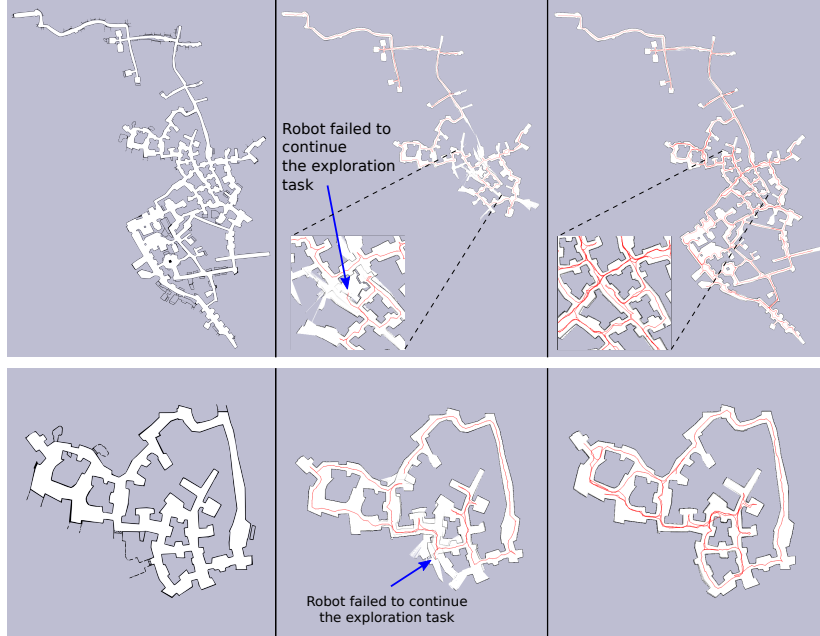 Robot failed to
continue
the exploration
task
Robot failed to continue
the exploration task